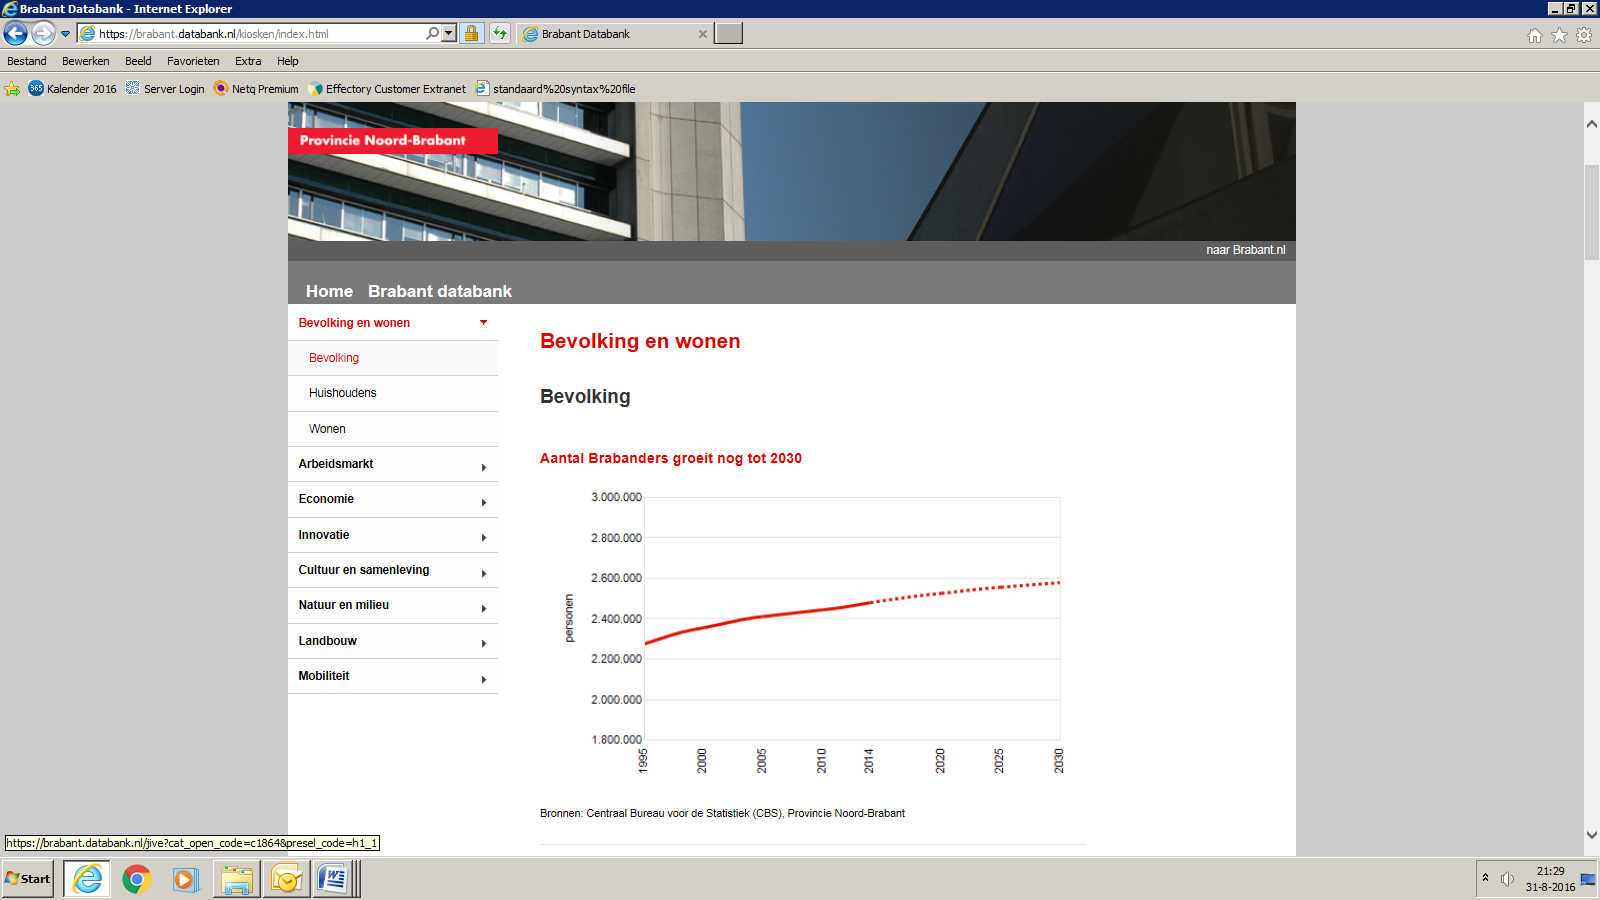 Brabant Databank - Internet Explorer
https://brabant.databank.nl/kiosken/index.html
Brabant Databank
Bestand Bewerken Beeld Favorieten Extra Help
365 Kalender 2016 Server Login Netq Premium Effectory Customer Extranet standaard%20syntax%20file
Provincie Noord-Brabant
naar Brabant.nl
Home Brabant databank
Bevolking en wonen
Bevolking
Huishoudens
Wonen
Arbeidsmarkt
Economie
Innovatie
Cultuur en samenleving
Natuur en milieu
Landbouw
Mobiliteit
Bevolking en wonen
Bevolking
Aantal Brabanders groeit nog tot 2030
3.000.000
2.800.000
2.600.000
2.400.000
2.200.000
2.000.000
1.800.000
personen
1995 2000 2005 2010 2014 2020 2025 2030
Bronnen: Centraal Bureau voor de Statistiek (CBS), Provincie Noord-Brabant
https://brabant.databank.nl/jive?cat_open_code=c1864&presel_code=h1_1
Start
21:29
31-8-2016